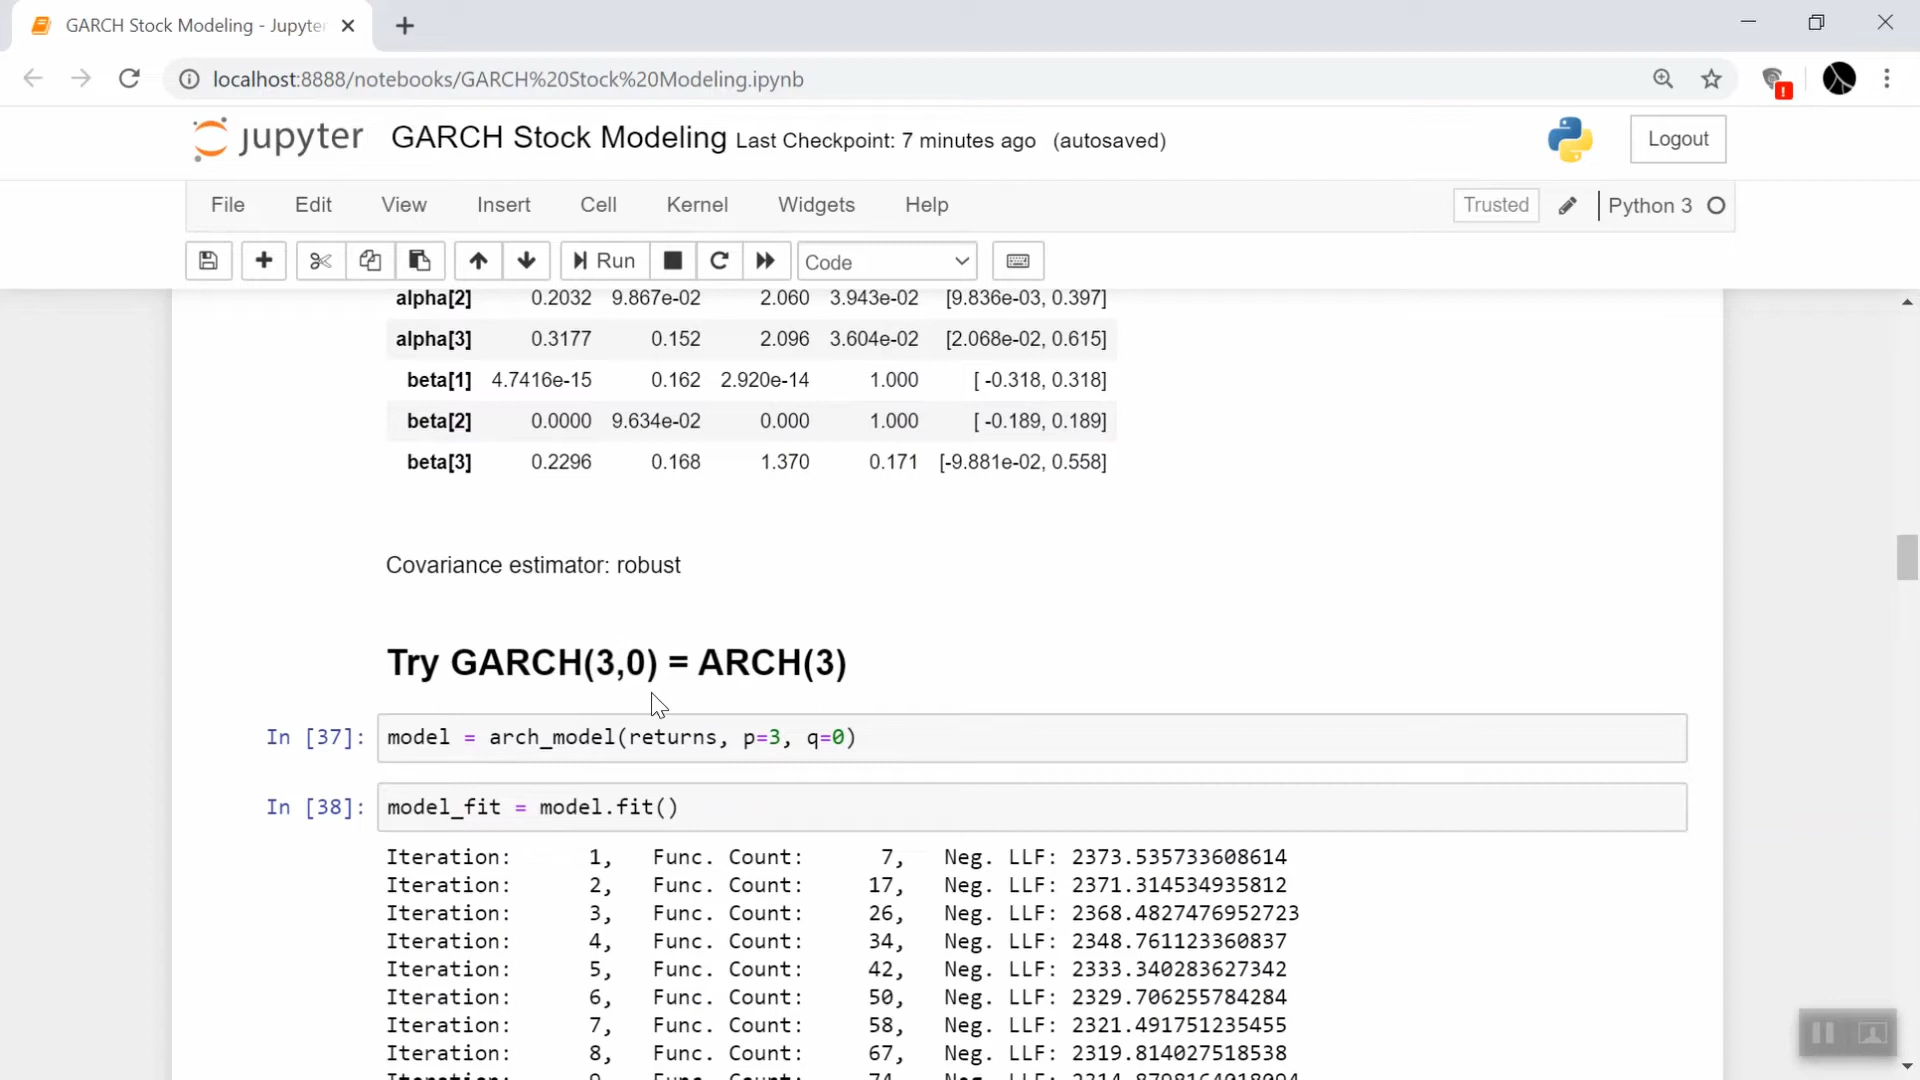 GARCH Stock Modeling - Jupyter
localhost:8888/notebooks/GARCH%20Stock%20Modeling.ipynb
jupyter GARCH Stock Modeling Last Checkpoint: 7 minutes ago (autosaved)
Logout
File Edit View Insert Cell Kernel Widgets Help
Trusted
Python 3
Run
Code
alpha[2] 0.2032 9.867e-02 2.060 3.943e-02 [9.836e-03, 0.397]
alpha[3] 0.3177 0.152 2.096 3.604e-02 [2.068e-02, 0.615]
beta[1] 4.7416e-15 0.162 2.920e-14 1.000 [ -0.318, 0.318]
beta[2] 0.0000 9.634e-02 0.000 1.000 [ -0.189, 0.189]
beta[3] 0.2296 0.168 1.370 0.171 [-9.881e-02, 0.558]
Covariance estimator: robust
Try GARCH(3,0) = ARCH(3)
In [37]: model = arch_model(returns, p=3, q=0)
In [38]: model_fit = model.fit()
Iteration: 1, Func. Count: 7, Neg. LLF: 2373.535733608614
Iteration: 2, Func. Count: 17, Neg. LLF: 2371.314534935812
Iteration: 3, Func. Count: 26, Neg. LLF: 2368.4827476952723
Iteration: 4, Func. Count: 34, Neg. LLF: 2348.761123360837
Iteration: 5, Func. Count: 42, Neg. LLF: 2333.340283627342
Iteration: 6, Func. Count: 50, Neg. LLF: 2329.706255784284
Iteration: 7, Func. Count: 58, Neg. LLF: 2321.491751235455
Iteration: 8, Func. Count: 67, Neg. LLF: 2319.814027518538